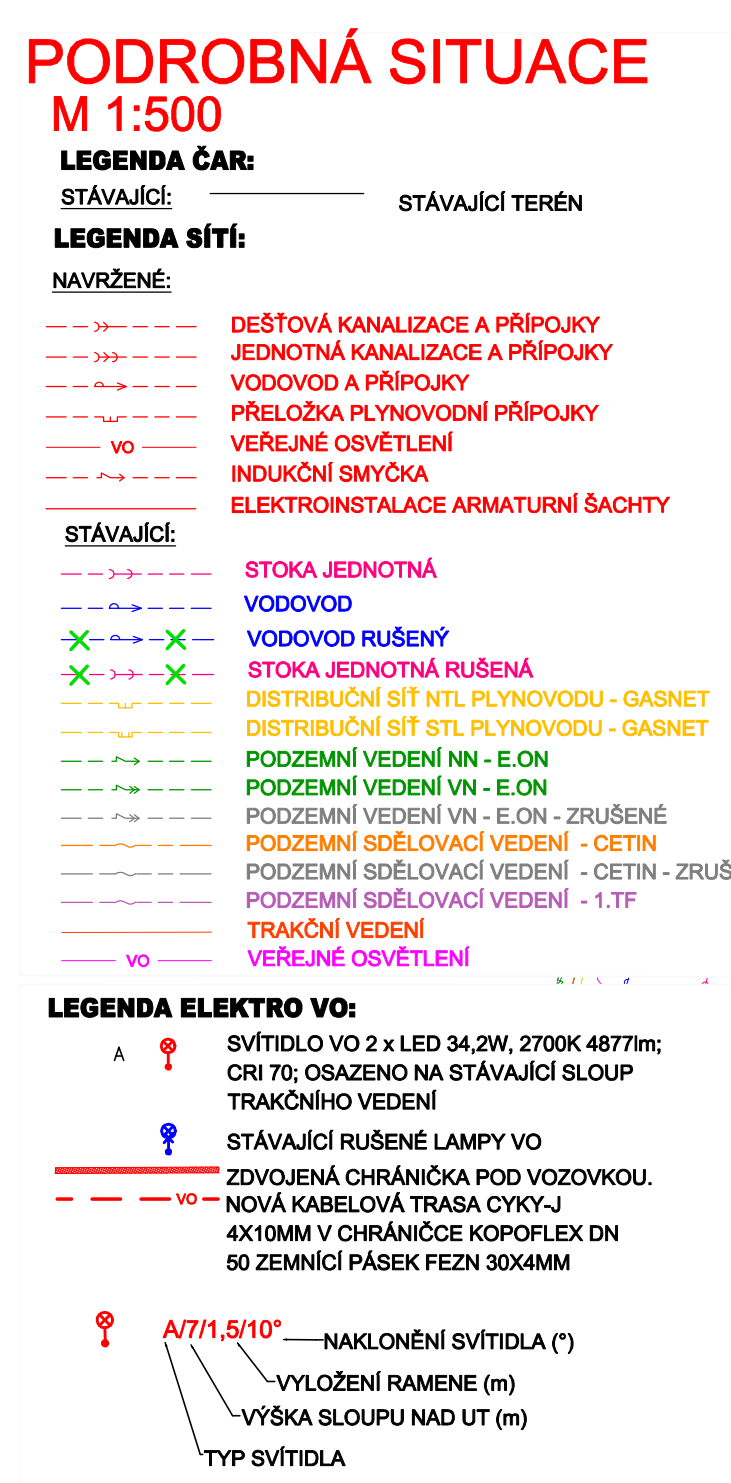 PODROBNÁ SITUACE
M 1:500
LEGENDA ČAR:
STÁVAJÍCÍ:
STÁVAJÍCÍ TERÉN
LEGENDA SÍTÍ:
NAVRŽENÉ:
DEŠŤOVÁ KANALIZACE A PŘÍPOJKY
JEDNOTNÁ KANALIZACE A PŘÍPOJKY
VODOVOD A PŘÍPOJKY
PŘELOŽKA PLYNOVODNÍ PŘÍPOJKY
VO VEŘEJNÉ OSVĚTLENÍ
INDUKČNÍ SMYČKA
ELEKTROINSTALACE ARMATURNÍ ŠACHTY
STÁVAJÍCÍ:
STOKA JEDNOTNÁ
VODOVOD
VODOVOD RUŠENÝ
STOKA JEDNOTNÁ RUŠENÁ
DISTRIBUČNÍ SÍŤ NTL PLYNOVODU - GASNET
DISTRIBUČNÍ SÍŤ STL PLYNOVODU - GASNET
PODZEMNÍ VEDENÍ NN - E.ON
PODZEMNÍ VEDENÍ VN - E.ON
PODZEMNÍ VEDENÍ VN - E.ON - ZRUŠENÉ
PODZEMNÍ SDĚLOVACÍ VEDENÍ - CETIN
PODZEMNÍ SDĚLOVACÍ VEDENÍ - CETIN - ZRUŠ
PODZEMNÍ SDĚLOVACÍ VEDENÍ - 1.TF
TRAKČNÍ VEDENÍ
VO VEŘEJNÉ OSVĚTLENÍ
LEGENDA ELEKTRO VO:
A SVÍTIDLO VO 2 x LED 34,2W, 2700K 4877lm;
CRI 70; OSAZENO NA STÁVAJÍCÍ SLOUP
TRAKČNÍHO VEDENÍ
STÁVAJÍCÍ RUŠENÉ LAMPY VO
ZDVOJENÁ CHRÁNIČKA POD VOZOVKOU.
VO NOVÁ KABELOVÁ TRASA CYKY-J
4X10MM V CHRÁNIČCE KOPOFLEX DN
50 ZEMNÍCÍ PÁSEK FEZN 30X4MM
A/7/1,5/10°
NAKLONĚNÍ SVÍTIDLA (°)
VYLOŽENÍ RAMENE (m)
VÝŠKA SLOUPU NAD UT (m)
TYP SVÍTIDLA